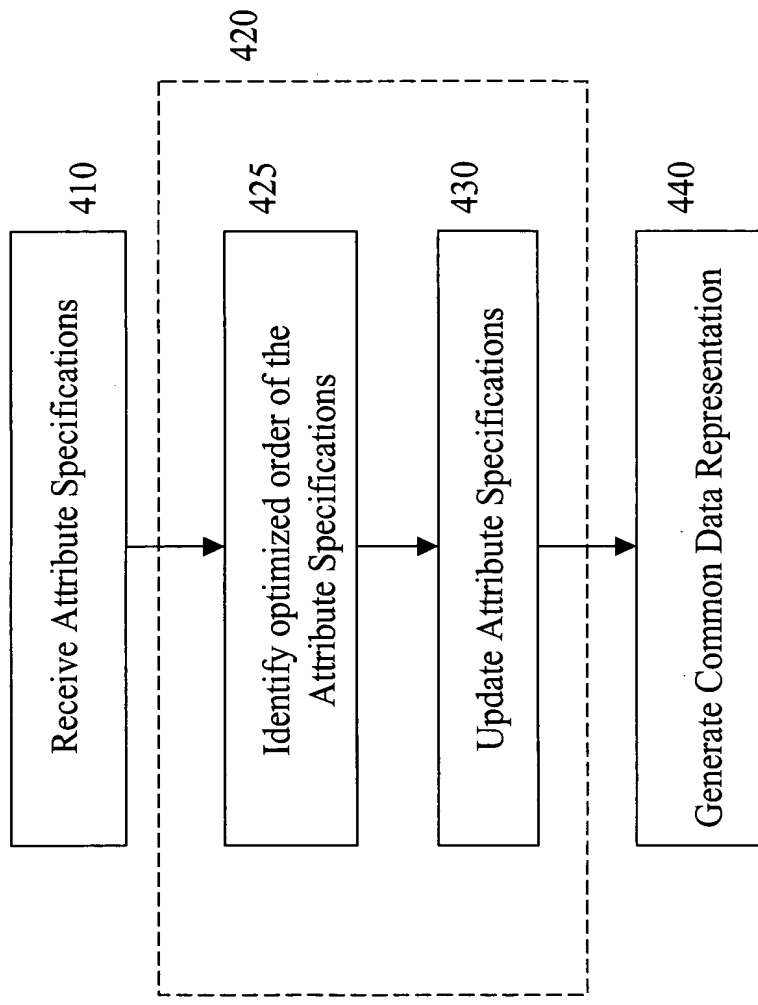 Receive Attribute Specifications
410
420
Identify optimized order of the
Attribute Specifications
425
Update Attribute Specifications
430
Generate Common Data Representation
440